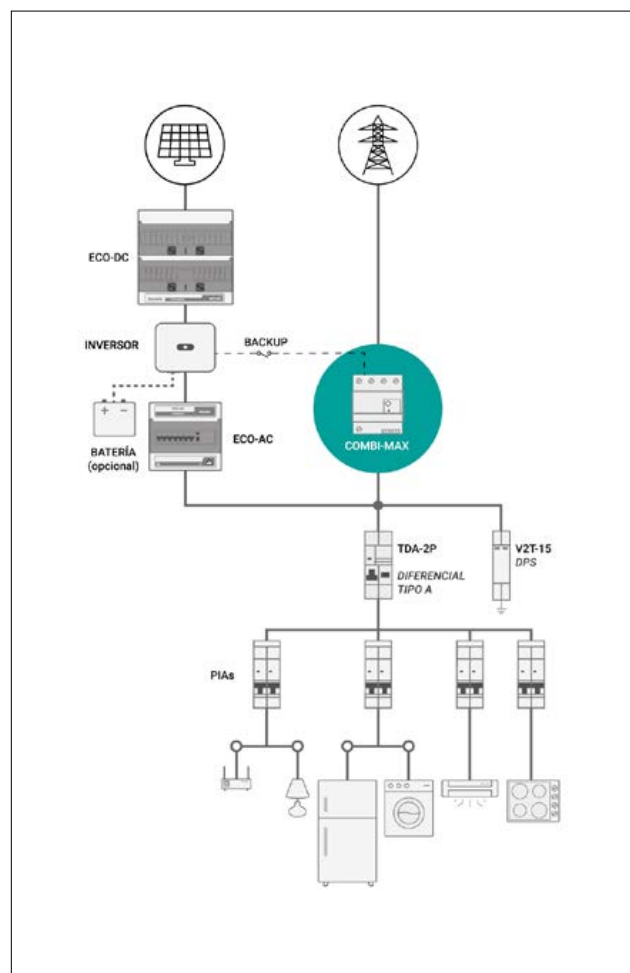 ECO-DC
INVERSOR
BACKUP
BATERÍA
(opcional)
ECO-AC
COMBI-MAX
TDA-2P
DIFERENCIAL
TIPO A
V2T-15
DPS
PIAs